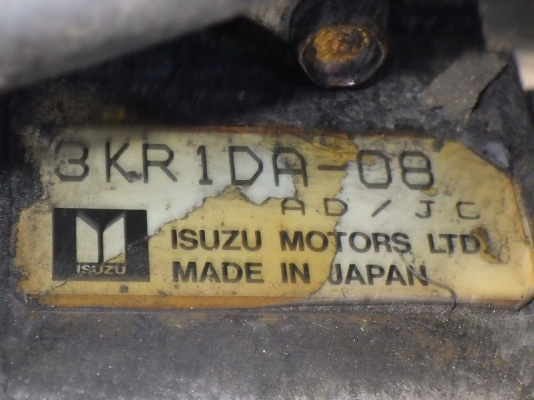 3KR1DA-08
AD/JC
ISUZU
ISUZU MOTORS LTD
MADE IN JAPAN